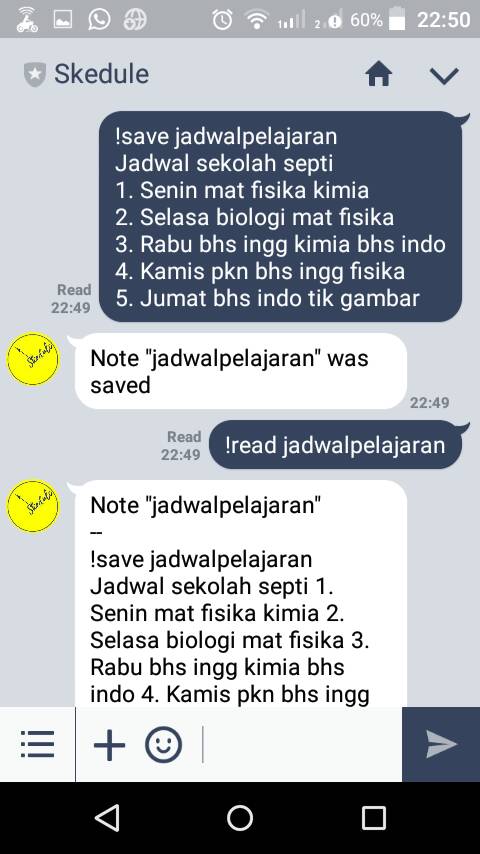 2 60% 22:50
Skedule
!save jadwalpelajaran
Jadwal sekolah septi
1. Senin mat fisika kimia
2. Selasa biologi mat fisika
3. Rabu bhs ingg kimia bhs indo
4. Kamis pkn bhs ingg fisika
5. Jumat bhs indo tik gambar
Read
22:49
Skedule
Note "jadwalpelajaran" was
saved
22:49
Read
22:49
!read jadwalpelajaran
Skedule
Note "jadwalpelajaran"
--
!save jadwalpelajaran
Jadwal sekolah septi 1.
Senin mat fisika kimia 2.
Selasa biologi mat fisika 3.
Rabu bhs ingg kimia bhs
indo 4. Kamis pkn bhs ingg